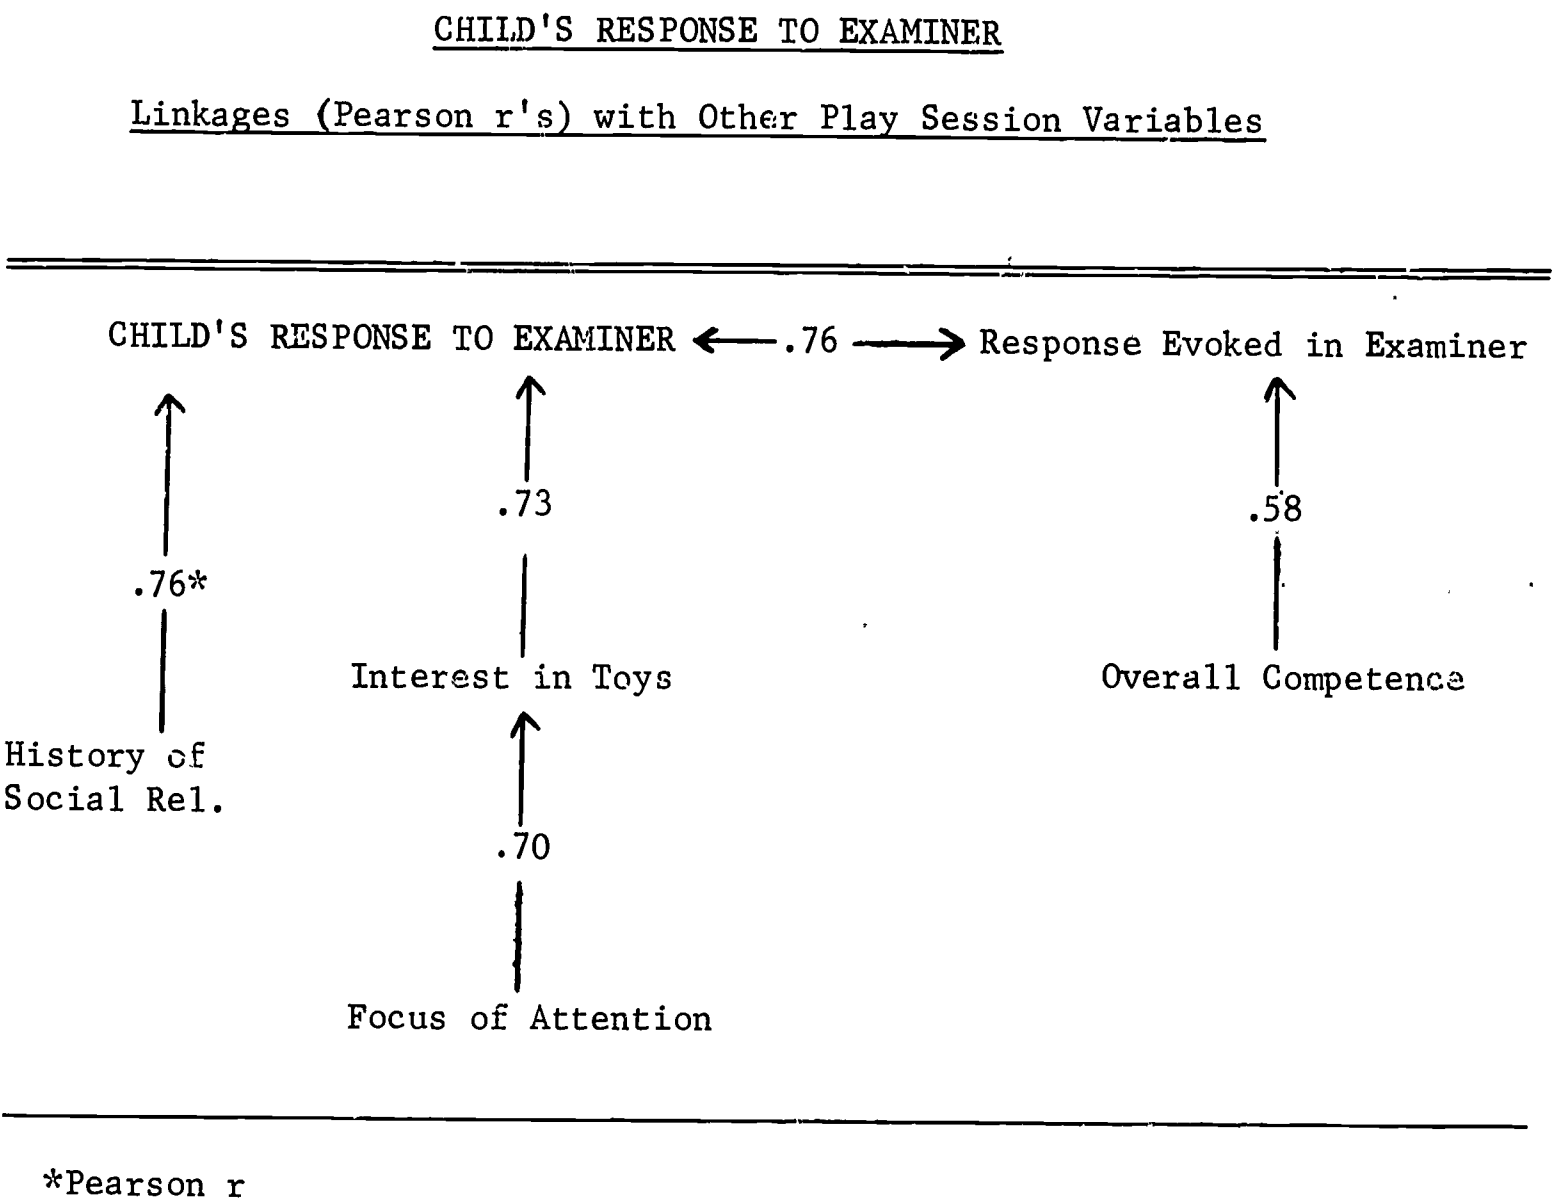 CHILD'S RESPONSE TO EXAMINER
Linkages (Pearson r's) with Other Play Session Variables
CHILD'S RESPONSE TO EXAMINER .76 Response Evoked in Examiner
.73
.58
.76*
Interest in Toys
Overall Competence
History of
Social Rel.
.70
Focus of Attention
*Pearson r